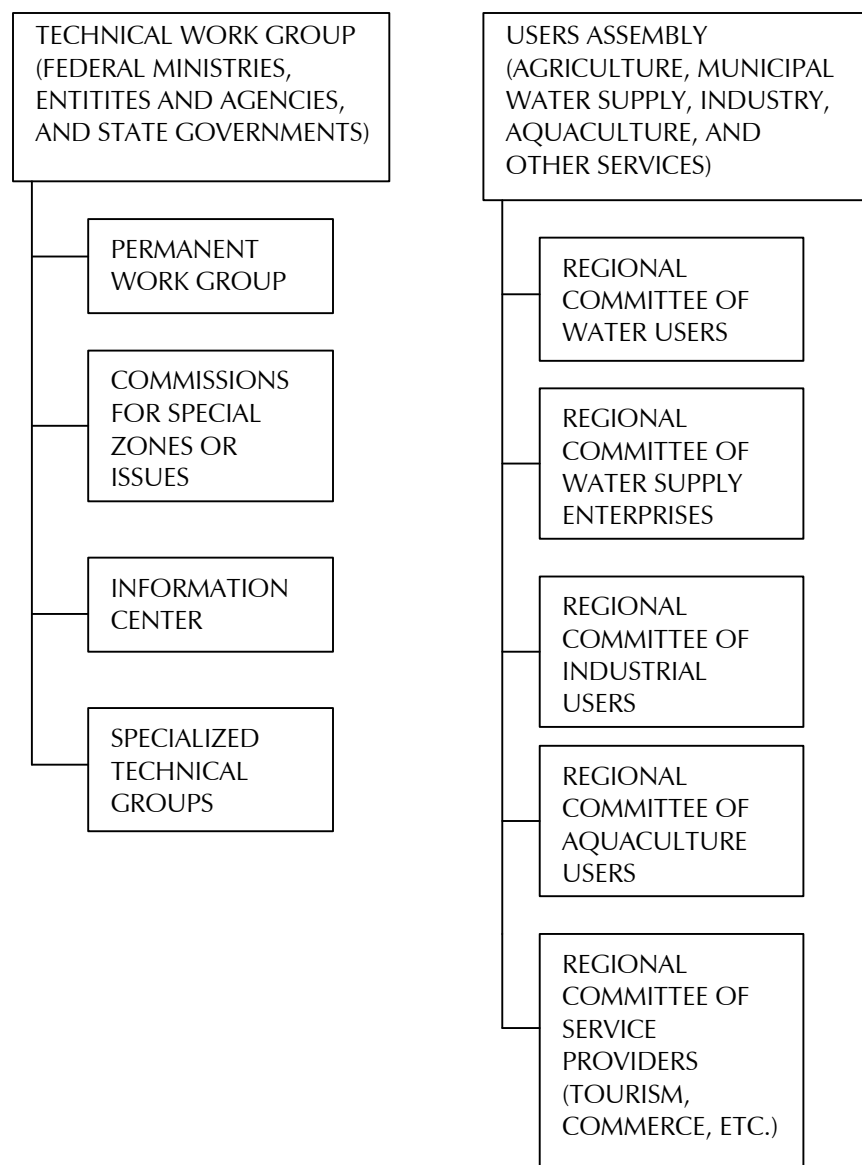 TECHNICAL WORK GROUP
(FEDERAL MINISTRIES,
ENTITITES AND AGENCIES,
AND STATE GOVERNMENTS)
PERMANENT
WORK GROUP
COMMISSIONS
FOR SPECIAL
ZONES OR
ISSUES
INFORMATION
CENTER
SPECIALIZED
TECHNICAL
GROUPS
USERS ASSEMBLY
(AGRICULTURE, MUNICIPAL
WATER SUPPLY, INDUSTRY,
AQUACULTURE, AND
OTHER SERVICES)
REGIONAL
COMMITTEE OF
WATER USERS
REGIONAL
COMMITTEE OF
WATER SUPPLY
ENTERPRISES
REGIONAL
COMMITTEE OF
INDUSTRIAL
USERS
REGIONAL
COMMITTEE OF
AQUACULTURE
USERS
REGIONAL
COMMITTEE OF
SERVICE
PROVIDERS
(TOURISM,
COMMERCE, ETC.)